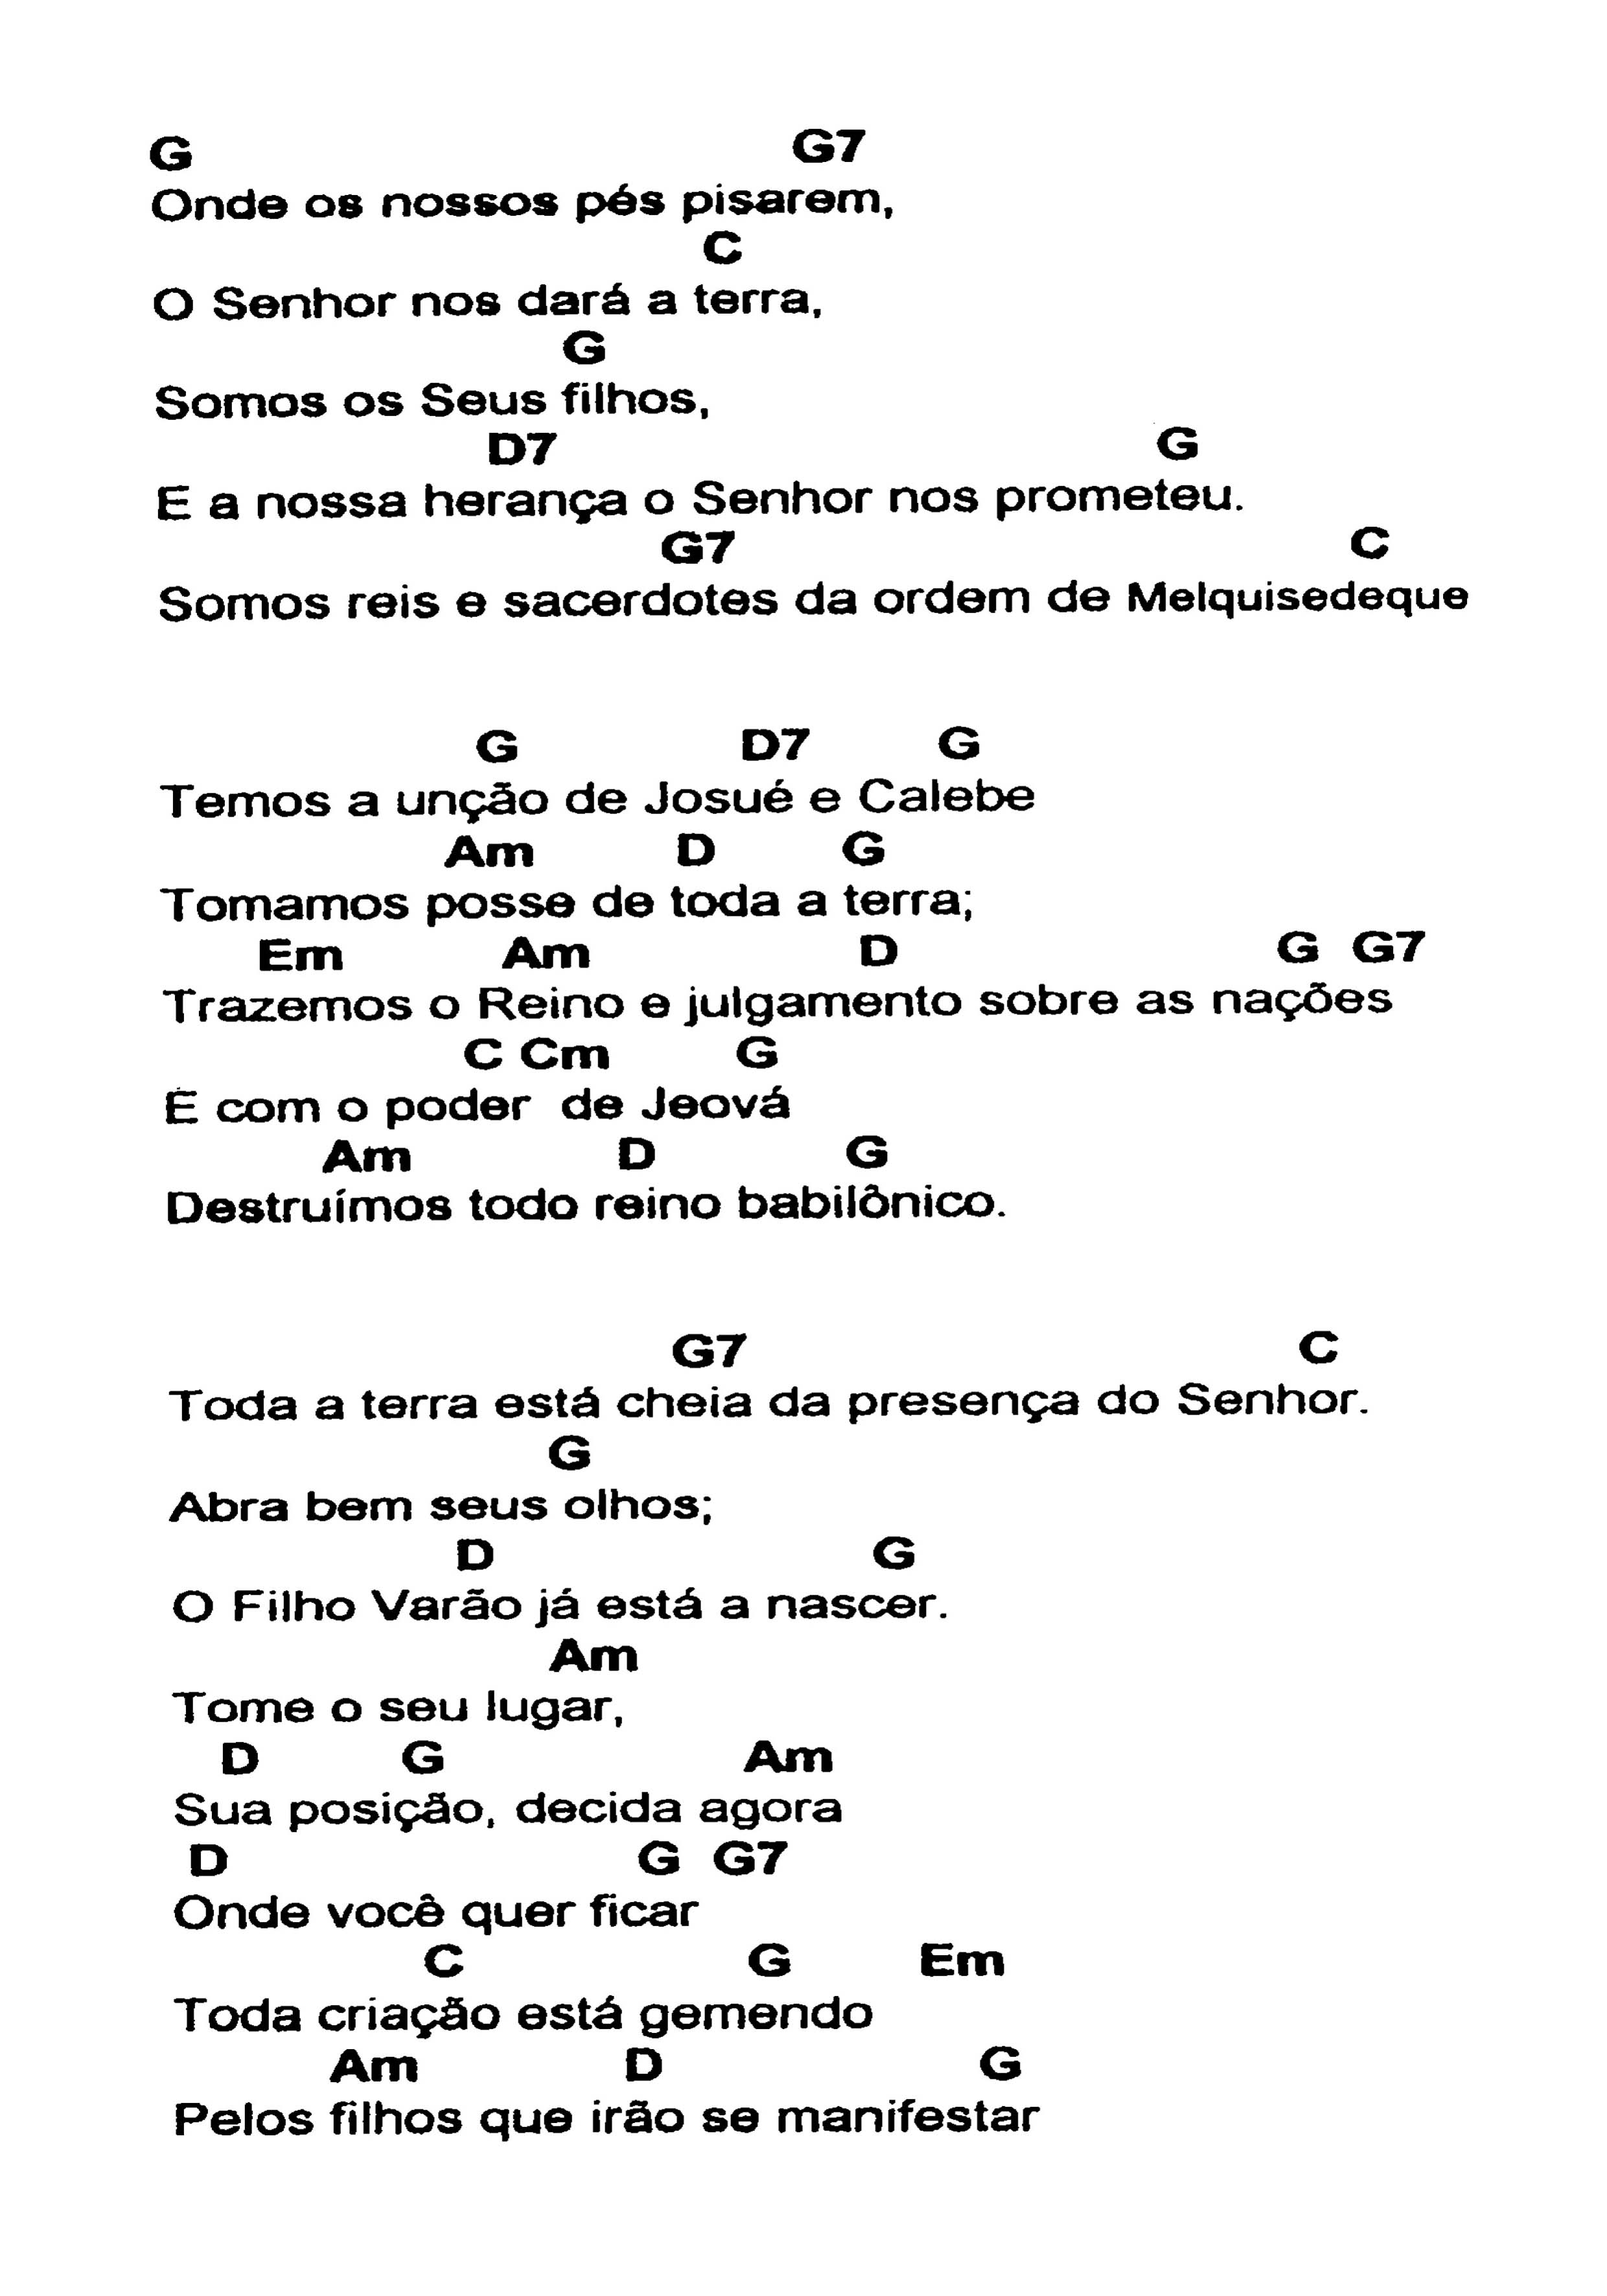 G G7
Onde os nossos pés pisarem,
C
O Senhor nos dará a terra,
G
Somos os Seus filhos,
D7 G
E a nossa herança o Senhor nos prometeu.
G7 C
Somos reis e sacerdotes da ordem de Melquisedeque
G D7 G
Temos a unção de Josué e Calebe
Am D G
Tomamos posse de toda a terra;
Em Am D G G7
Trazemos o Reino e julgamento sobre as nações
C Cm G
E com o poder de Jeová
Am D G
Destruímos todo reino babilônico.
G7 C
Toda a terra está cheia da presença do Senhor.
G
Abra bem seus olhos;
D G
O Filho Varão já está a nascer.
Am
Tome o seu lugar,
D G Am
Sua posição, decida agora
D G G7
Onde você quer ficar
C G Em
Toda criação está gemendo
Am D G
Pelos filhos que irão se manifestar